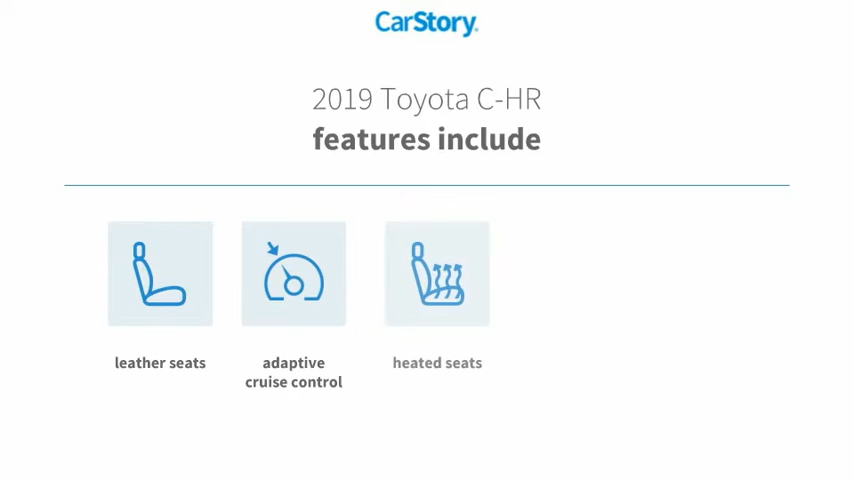 CarStory.
2019 Toyota C-HR
features include
leather seats
adaptive
cruise control
heated seats